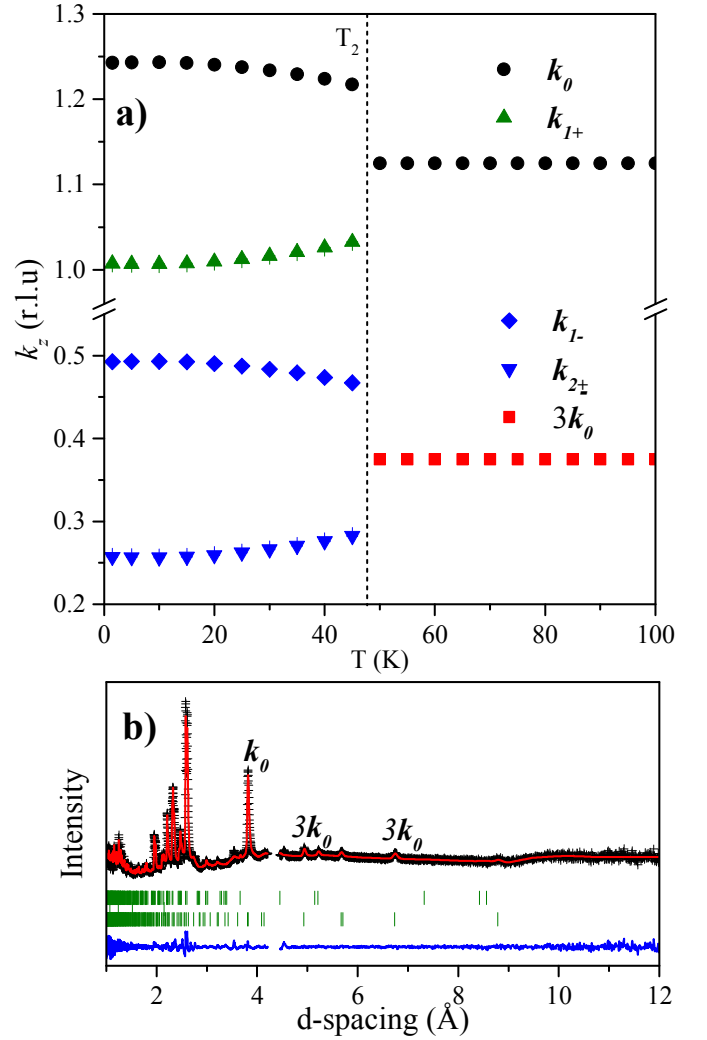 1.3
T₂
k₀
a)
1.2
k₁₊
1.1
1.0
k_z (r.l.u)
k₁₋
0.5
k₂±
3k₀
0.4
0.3
0.2
0 20 40 60 80 100
T (K)
b)
k₀
3k₀ 3k₀
Intensity
2 4 6 8 10 12
d-spacing (Å)